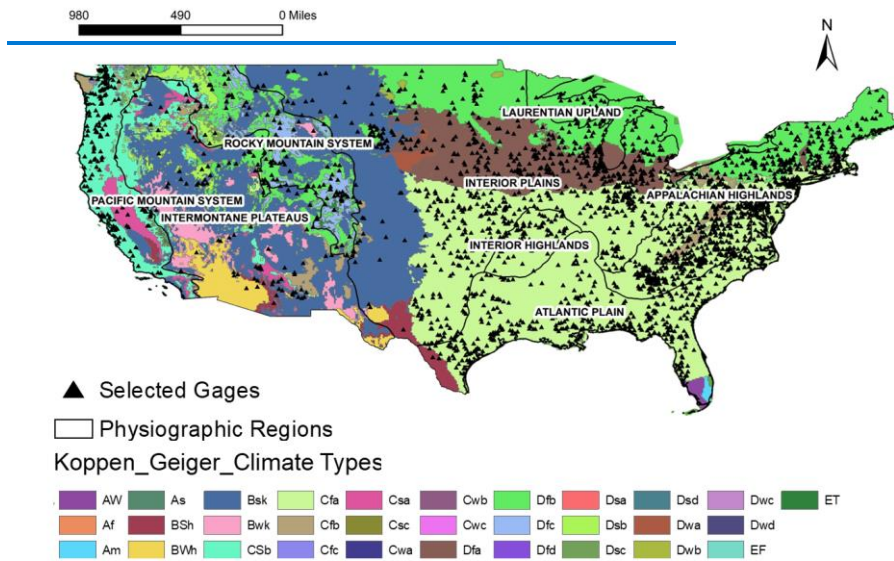 980 490 0 Miles
N
LAURENTIAN UPLAND
ROCKY MOUNTAIN SYSTEM
INTERIOR PLAINS
APPALACHIAN HIGHLANDS
PACIFIC MOUNTAIN SYSTEM
INTERMONTANE PLATEAUS
INTERIOR HIGHLANDS
ATLANTIC PLAIN
Selected Gages
Physiographic Regions
Koppen_Geiger_Climate Types
AW As Bsk Cfa Csa Cwb Dfb Dsa Dsd Dwc ET
Af BSh Bwk Cfb Csc Cwc Dfc Dsb Dwa Dwd
Am BWh CSb Cfc Cwa Dfa Dfd Dsc Dwb EF